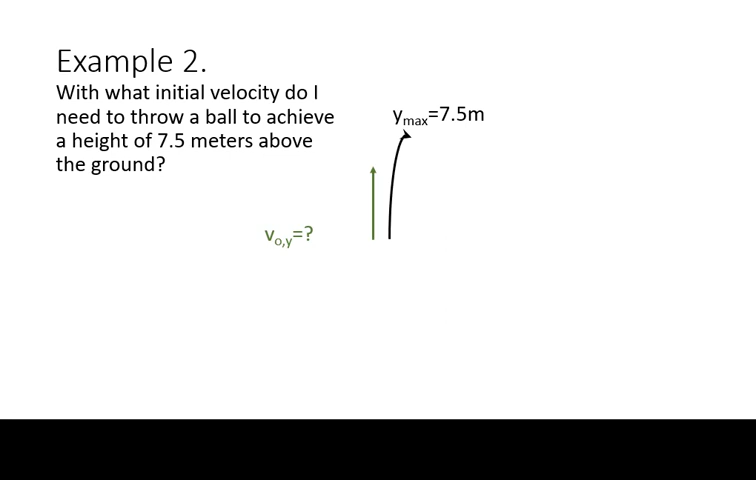 Example 2.
With what initial velocity do I
need to throw a ball to achieve
a height of 7.5 meters above
the ground?
ymax=7.5m
vo,y=?